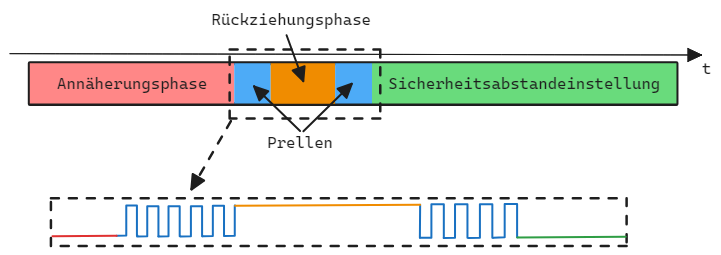 Rückziehungsphase
t
Annäherungsphase
Sicherheitsabstandeinstellung
Prellen